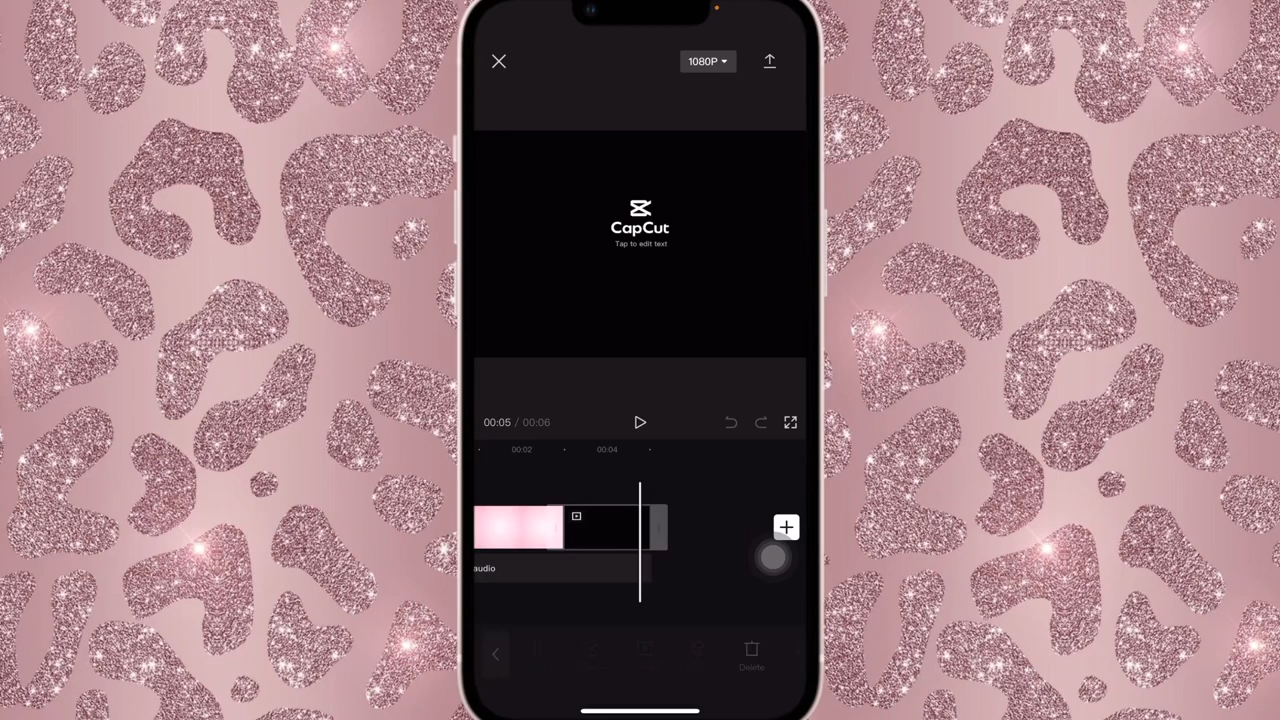 1080P
CapCut
Tap to edit text
00:05 / 00:06
00:02
00:04
audio
Delete